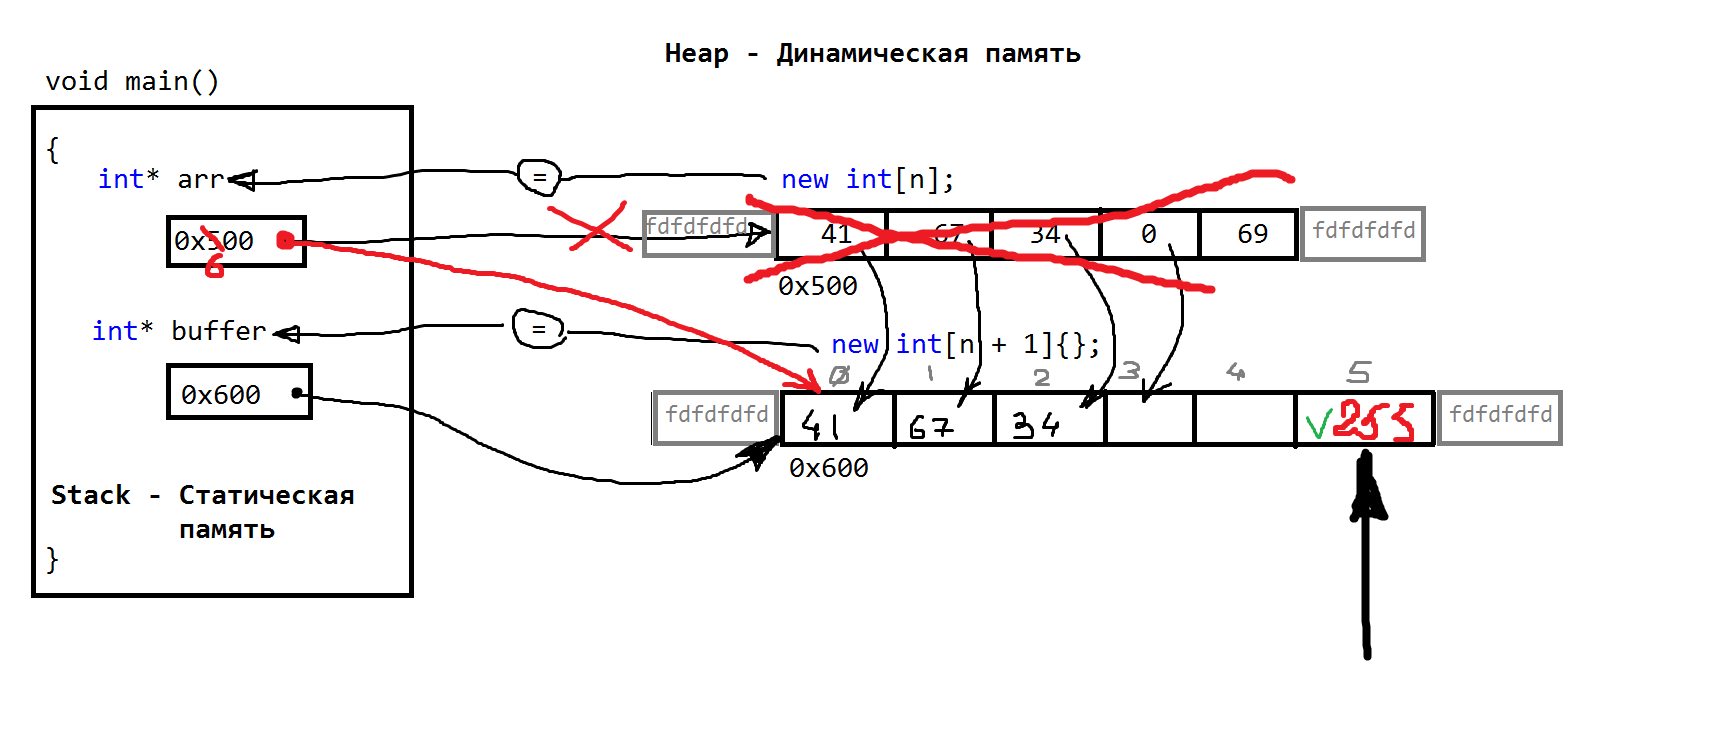 Heap - Динамическая память
void main()
{
int* arr
=
new int[n];
0x500
6
fdfdfdfd 41 67 34 0 69 fdfdfdfd
0x500
int* buffer
=
new int[n + 1]{};
0 1 2 3 4 5
0x600
fdfdfdfd 41 67 34 255 fdfdfdfd
0x600
Stack - Статическая
память
}